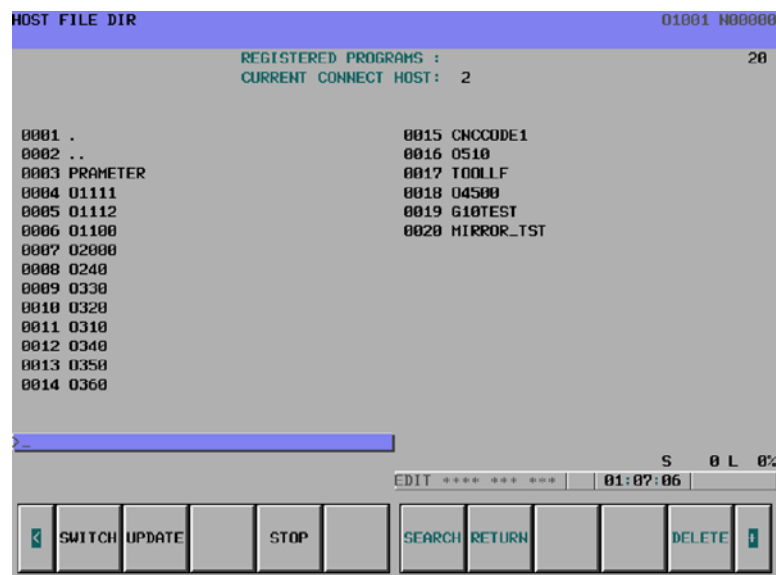 HOST FILE DIR O1001 N00000
REGISTERED PROGRAMS : 20
CURRENT CONNECT HOST: 2
0001 .
0002 ..
0003 PRAMETER
0004 O1111
0005 O1112
0006 O1100
0007 O2000
0008 O240
0009 O330
0010 O320
0011 O310
0012 O340
0013 O350
0014 O360
0015 CNCCODE1
0016 O510
0017 TOOLLF
0018 O4500
0019 G10TEST
0020 MIRROR_TST
>_
S 0 L 0%
EDIT **** *** *** 01:07:06
< SWITCH UPDATE STOP SEARCH RETURN DELETE